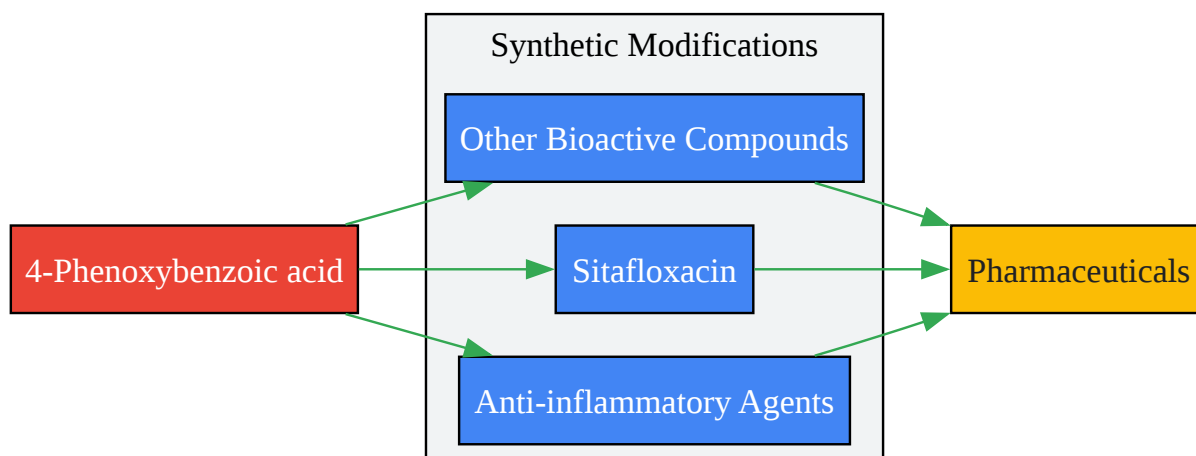 Synthetic Modifications
Other Bioactive Compounds
4-Phenoxybenzoic acid
Sitafloxacin
Pharmaceuticals
Anti-inflammatory Agents